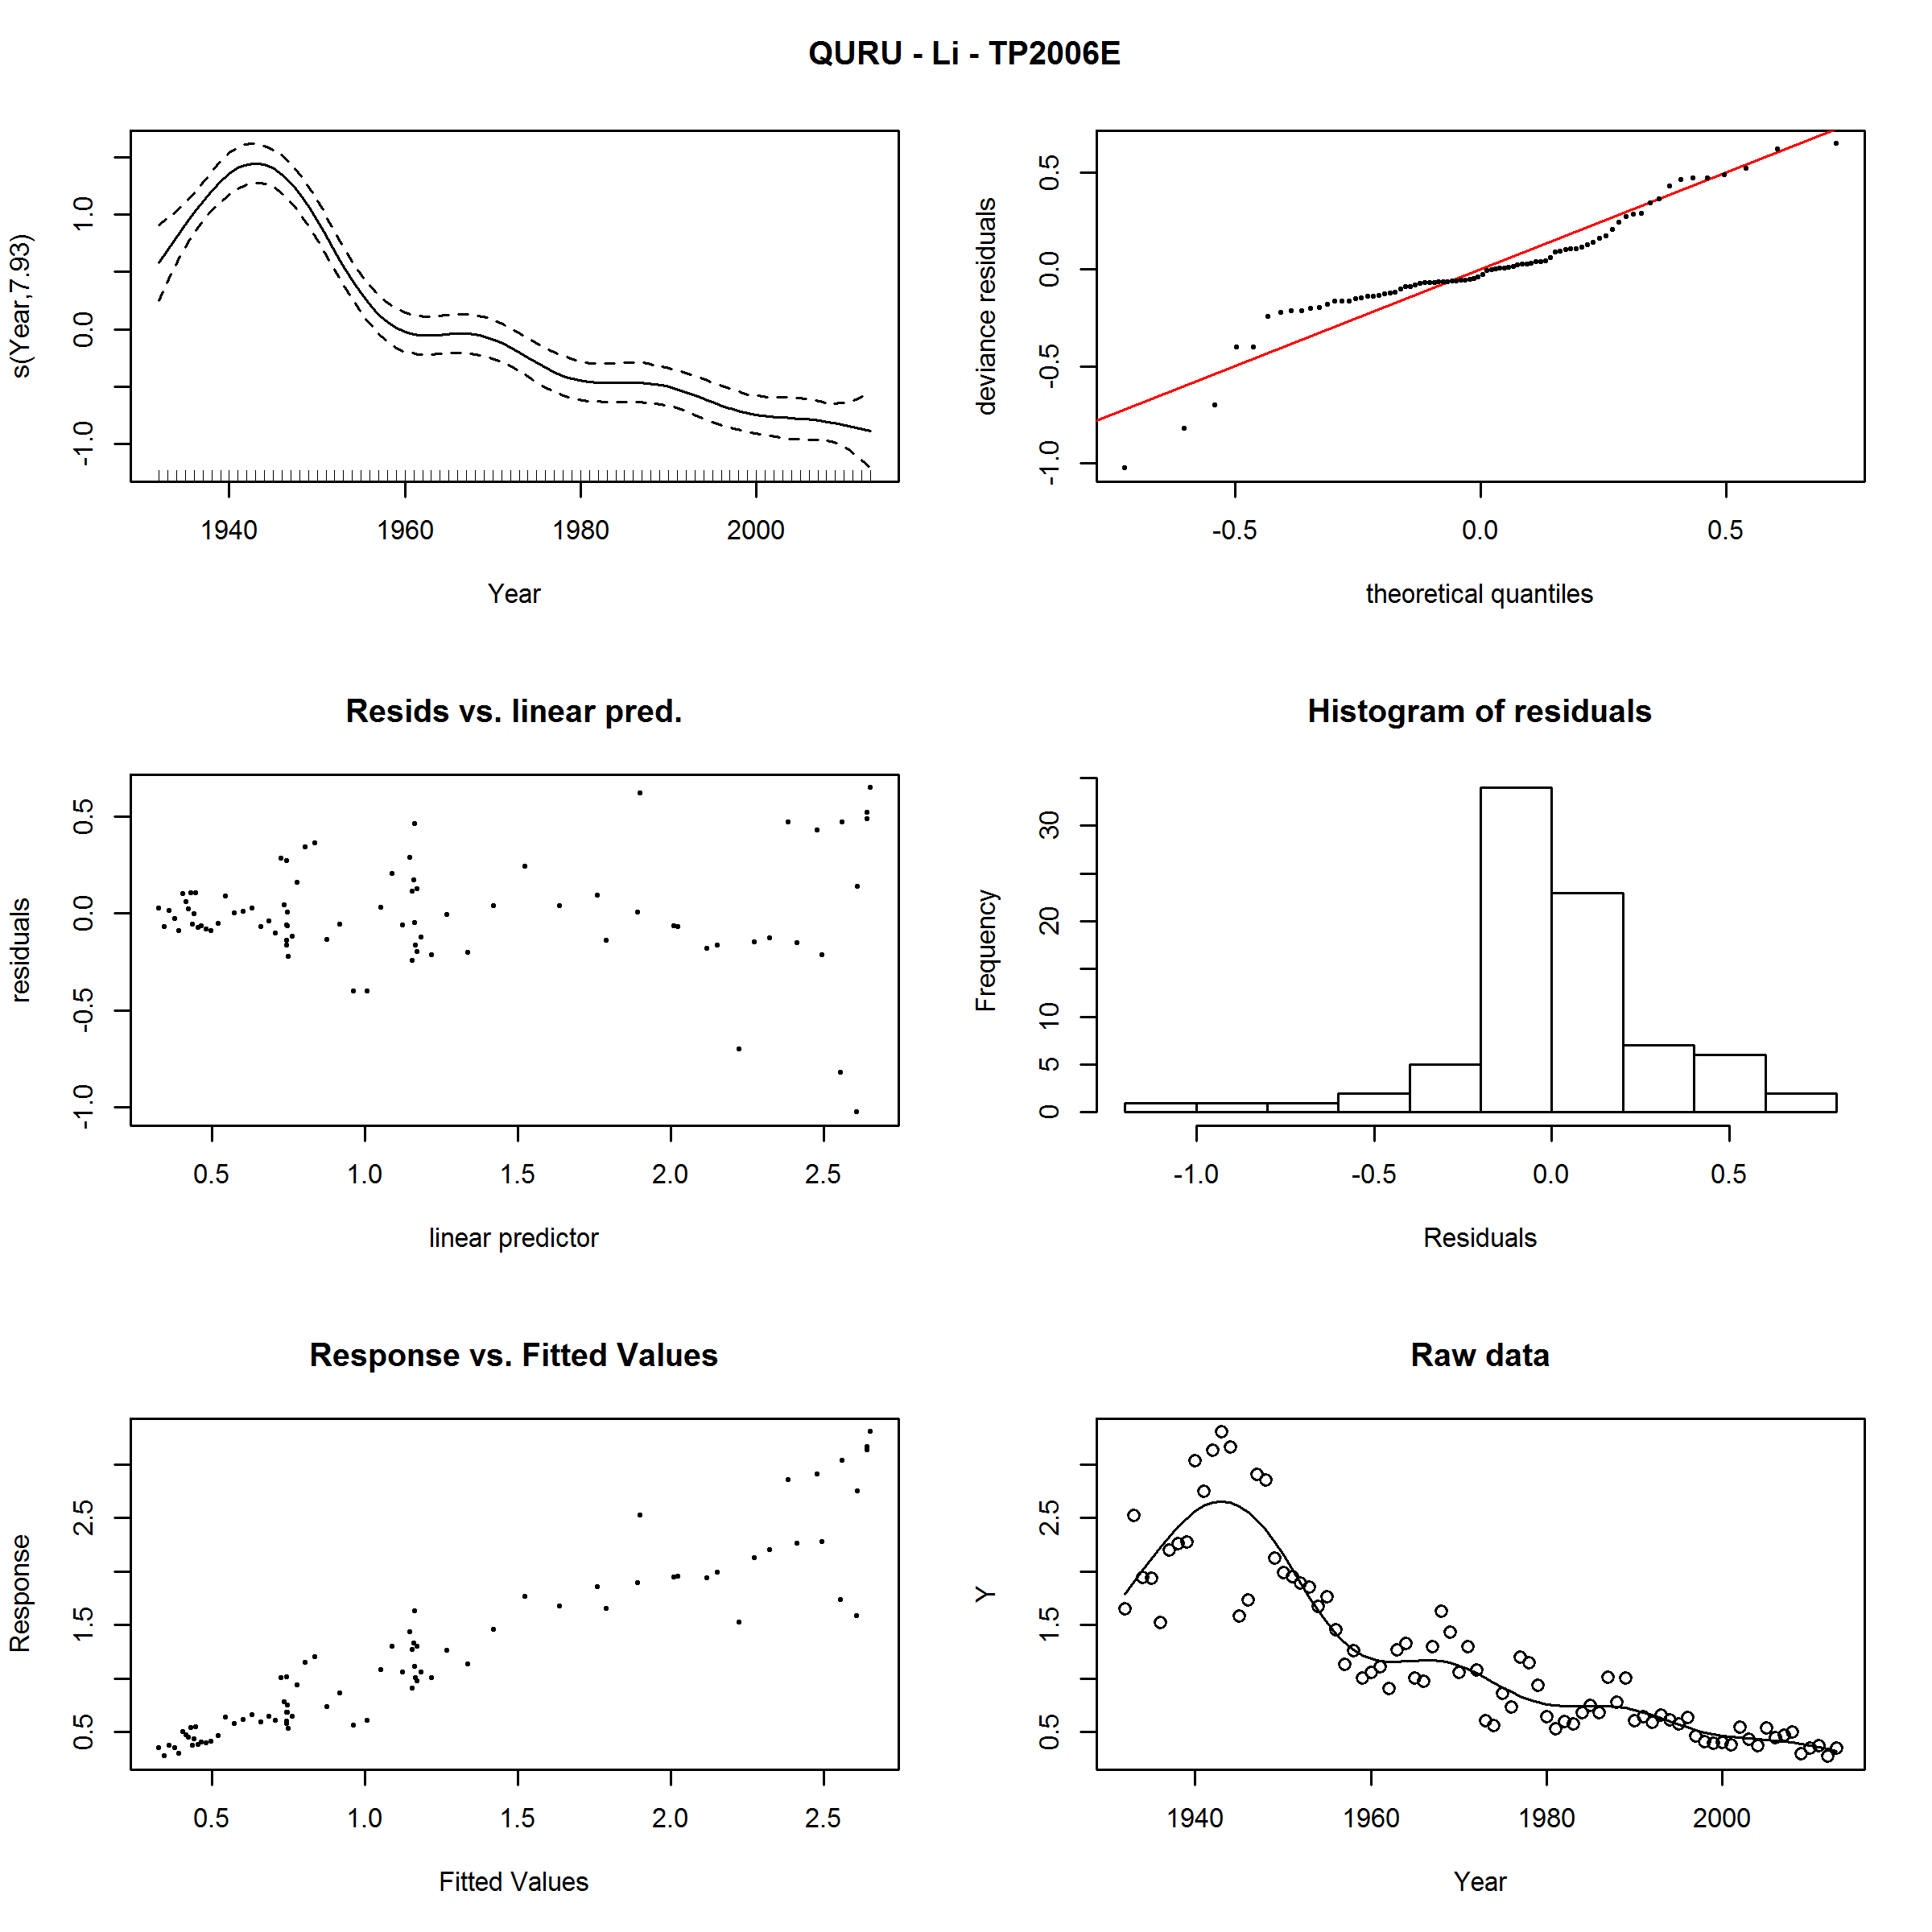 QURU - Li - TP2006E
s(Year,7.93)
-1.0 0.0 1.0
1940 1960 1980 2000
Year
deviance residuals
-1.0 -0.5 0.0 0.5
-0.5 0.0 0.5
theoretical quantiles
Resids vs. linear pred.
residuals
-1.0 -0.5 0.0 0.5
0.5 1.0 1.5 2.0 2.5
linear predictor
Histogram of residuals
Frequency
0 5 10 20 30
-1.0 -0.5 0.0 0.5
Residuals
Response vs. Fitted Values
Response
0.5 1.5 2.5
0.5 1.0 1.5 2.0 2.5
Fitted Values
Raw data
Y
0.5 1.5 2.5
1940 1960 1980 2000
Year